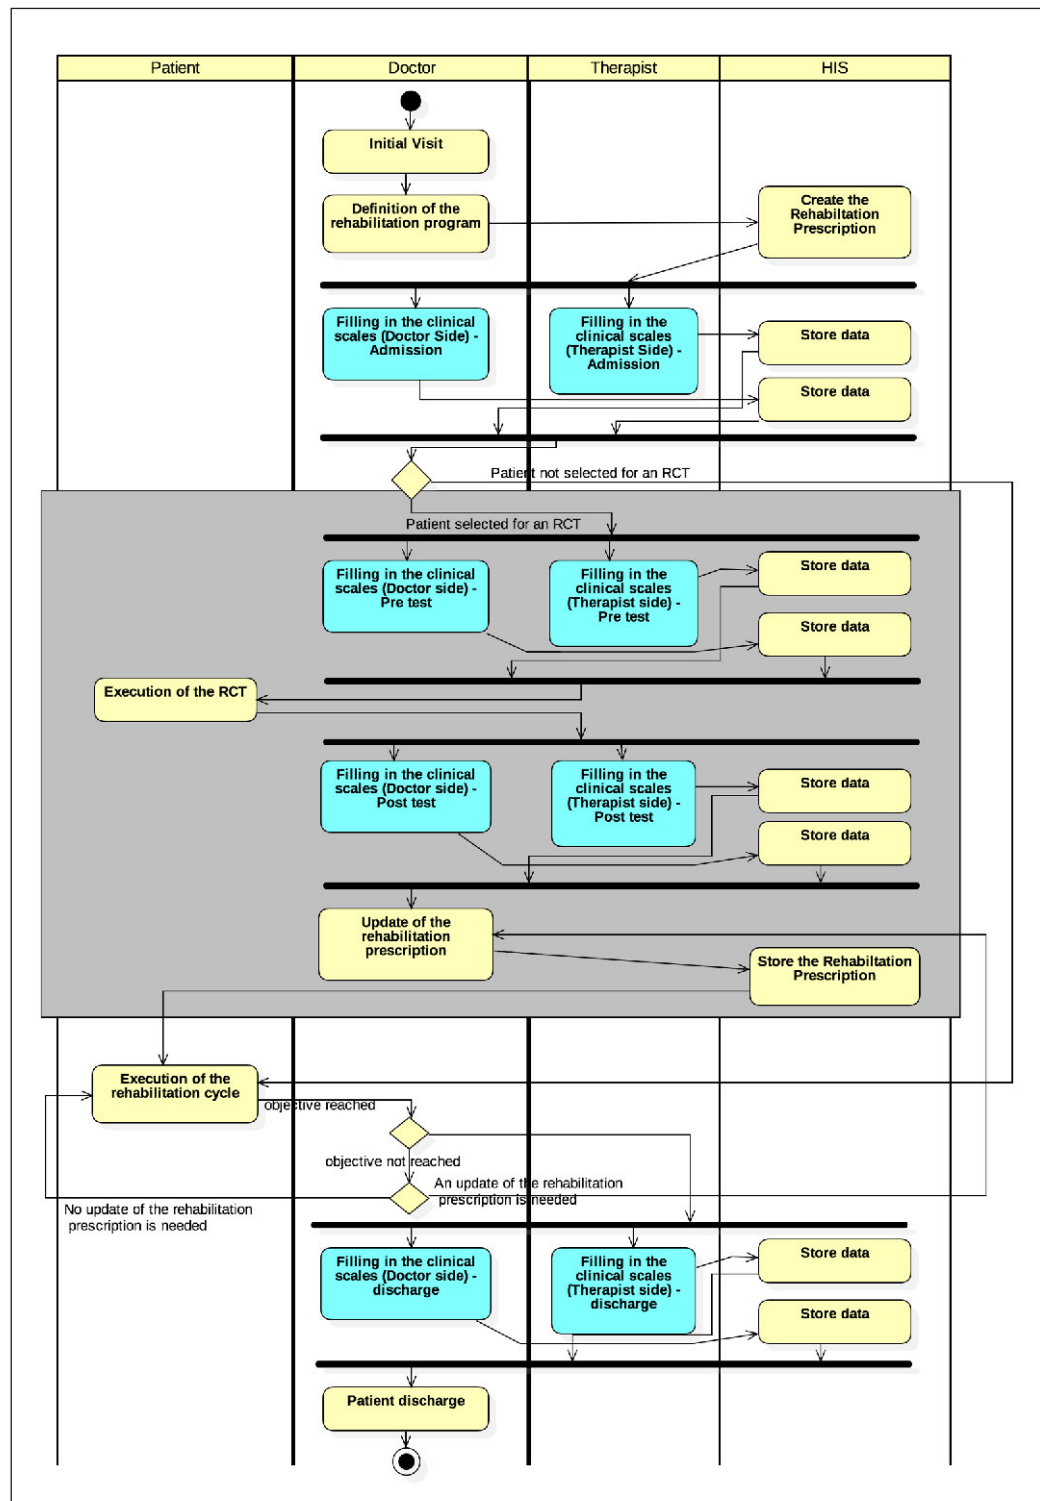 Patient
Doctor
Therapist
HIS
Initial Visit
Definition of the
rehabilitation program
Create the
Rehabiltation
Prescription
Filling in the clinical
scales (Doctor Side) -
Admission
Filling in the
clinical scales
(Therapist Side) -
Admission
Store data
Store data
Patient not selected for an RCT
Patient selected for an RCT
Filling in the clinical
scales (Doctor side) -
Pre test
Filling in the
clinical scales
(Therapist side) -
Pre test
Store data
Store data
Execution of the RCT
Filling in the clinical
scales (Doctor side) -
Post test
Filling in the
clinical scales
(Therapist side) -
Post test
Store data
Store data
Update of the
rehabilitation
prescription
Store the Rehabiltation
Prescription
Execution of the
rehabilitation cycle
objective reached
objective not reached
An update of the rehabilitation
prescription is needed
No update of the rehabilitation
prescription is needed
Filling in the clinical
scales (Doctor side) -
discharge
Filling in the
clinical scales
(Therapist side) -
discharge
Store data
Store data
Patient discharge